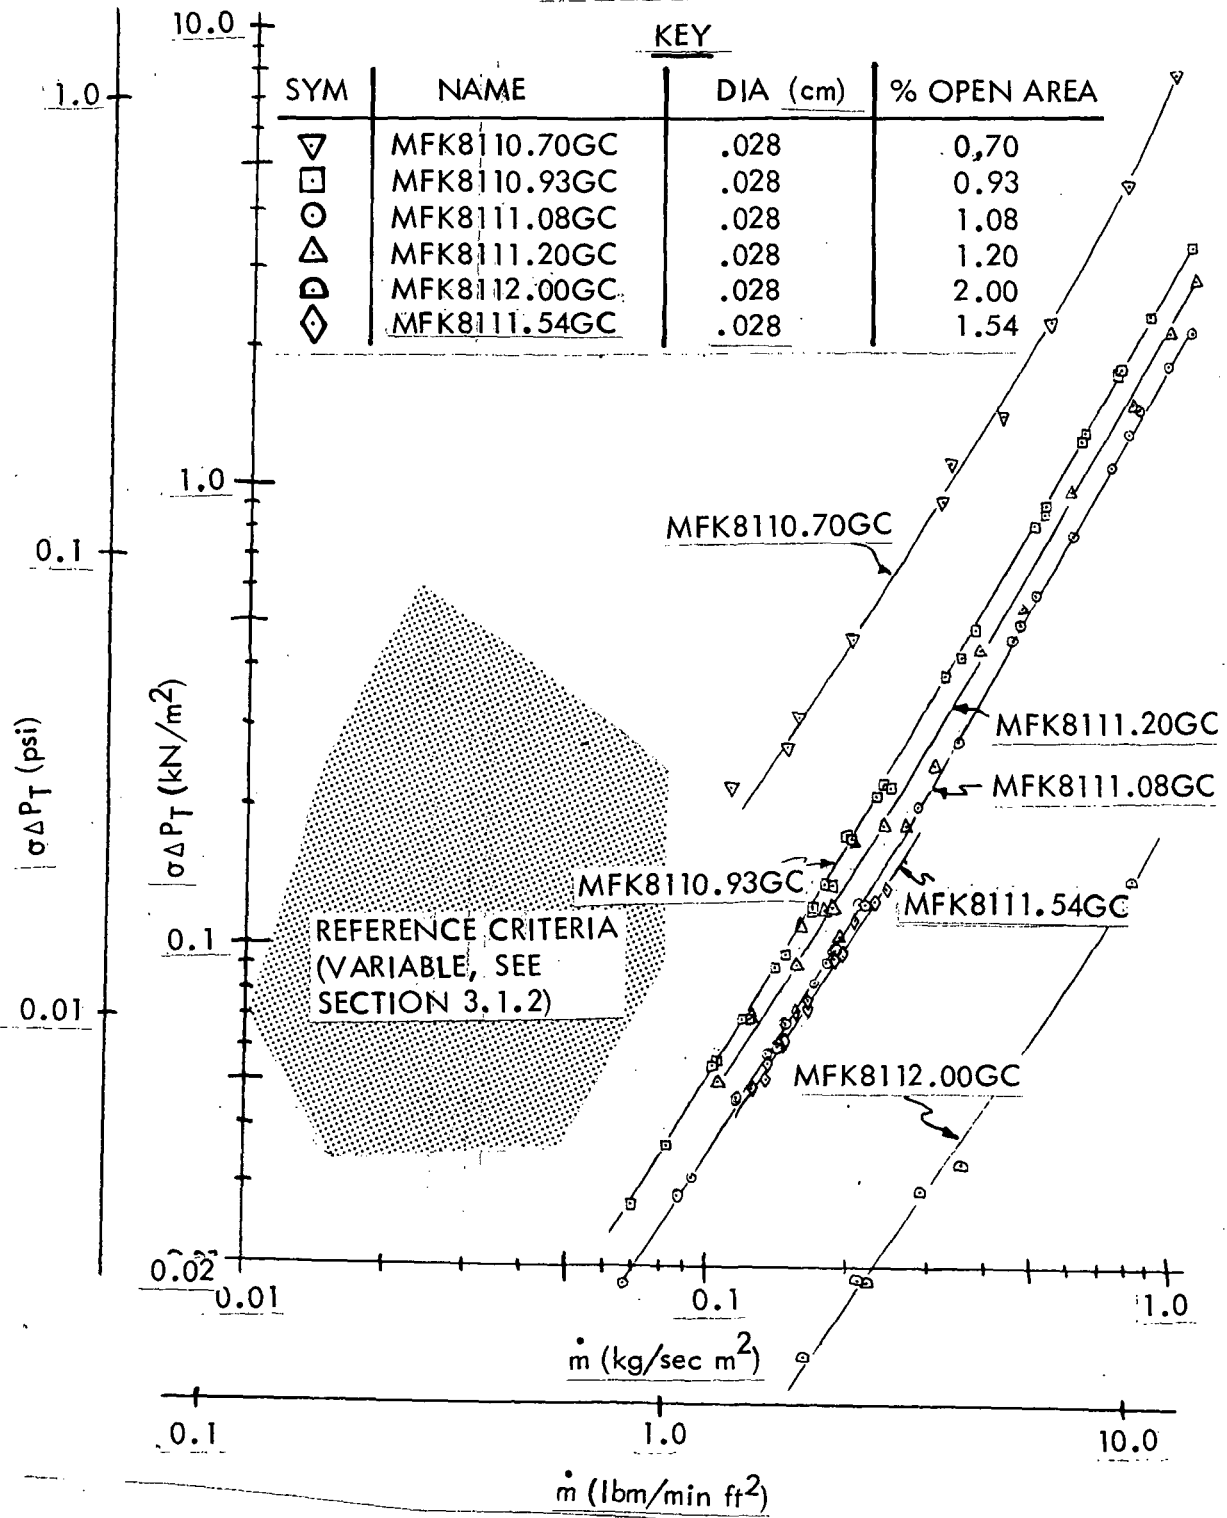 KEY
SYM NAME DIA (cm) % OPEN AREA
MFK8110.70GC .028 0.70
MFK8110.93GC .028 0.93
MFK8111.08GC .028 1.08
MFK8111.20GC .028 1.20
MFK8112.00GC .028 2.00
MFK8111.54GC .028 1.54
10.0
1.0
0.1
0.02
1.0
0.1
0.01
σΔPT (psi)
σΔPT (kN/m²)
MFK8110.70GC
MFK8111.20GC
MFK8111.08GC
MFK8110.93GC
MFK8111.54GC
MFK8112.00GC
REFERENCE CRITERIA
(VARIABLE, SEE
SECTION 3.1.2)
0.01 0.1 1.0
ṁ (kg/sec m²)
0.1 1.0 10.0
ṁ (lbm/min ft²)